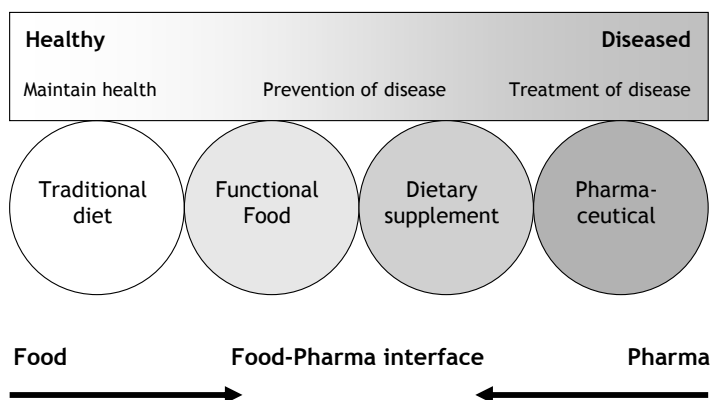 Healthy Diseased
Maintain health Prevention of disease Treatment of disease
Traditional
diet
Functional
Food
Dietary
supplement
Pharma-
ceutical
Food Food-Pharma interface Pharma